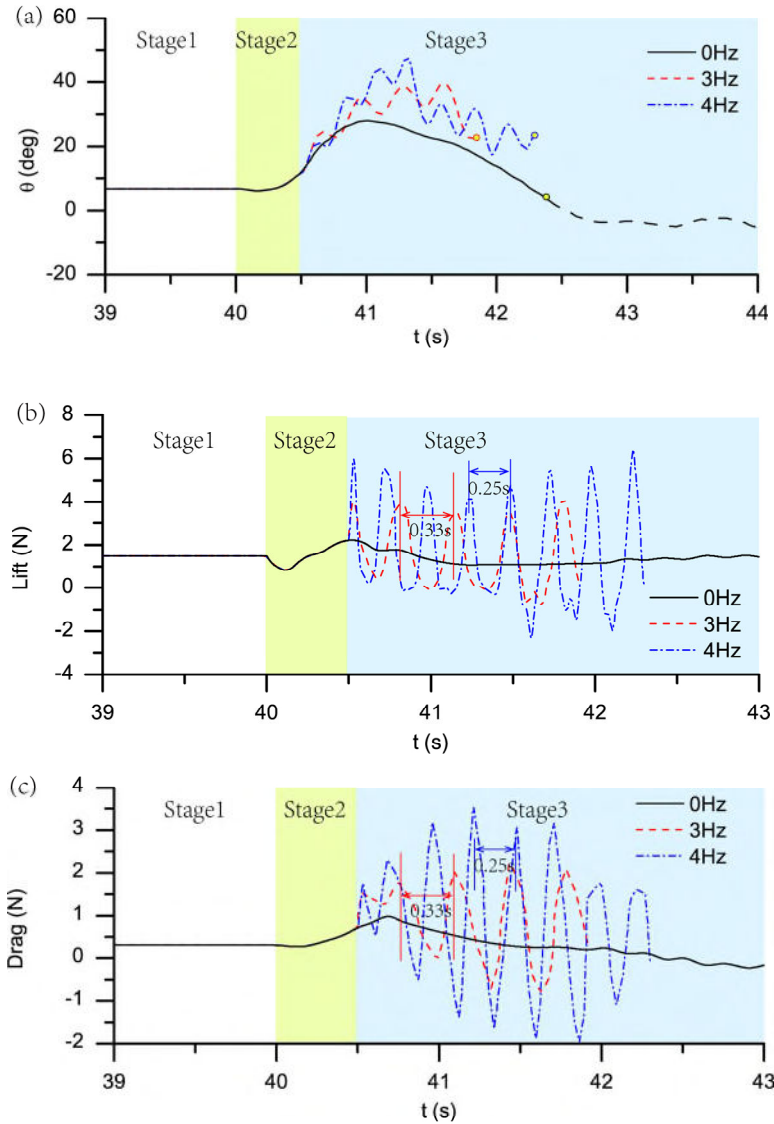 (a)
60
40
20
0
-20
θ (deg)
Stage1 Stage2 Stage3
0Hz
3Hz
4Hz
39 40 41 42 43 44
t (s)
(b)
8
6
4
2
0
-2
-4
Lift (N)
Stage1 Stage2 Stage3
0.25s
0.33s
0Hz
3Hz
4Hz
39 40 41 42 43
t (s)
(c)
4
3
2
1
0
-1
-2
Drag (N)
Stage1 Stage2 Stage3
0Hz
3Hz
4Hz
0.25s
0.33s
39 40 41 42 43
t (s)